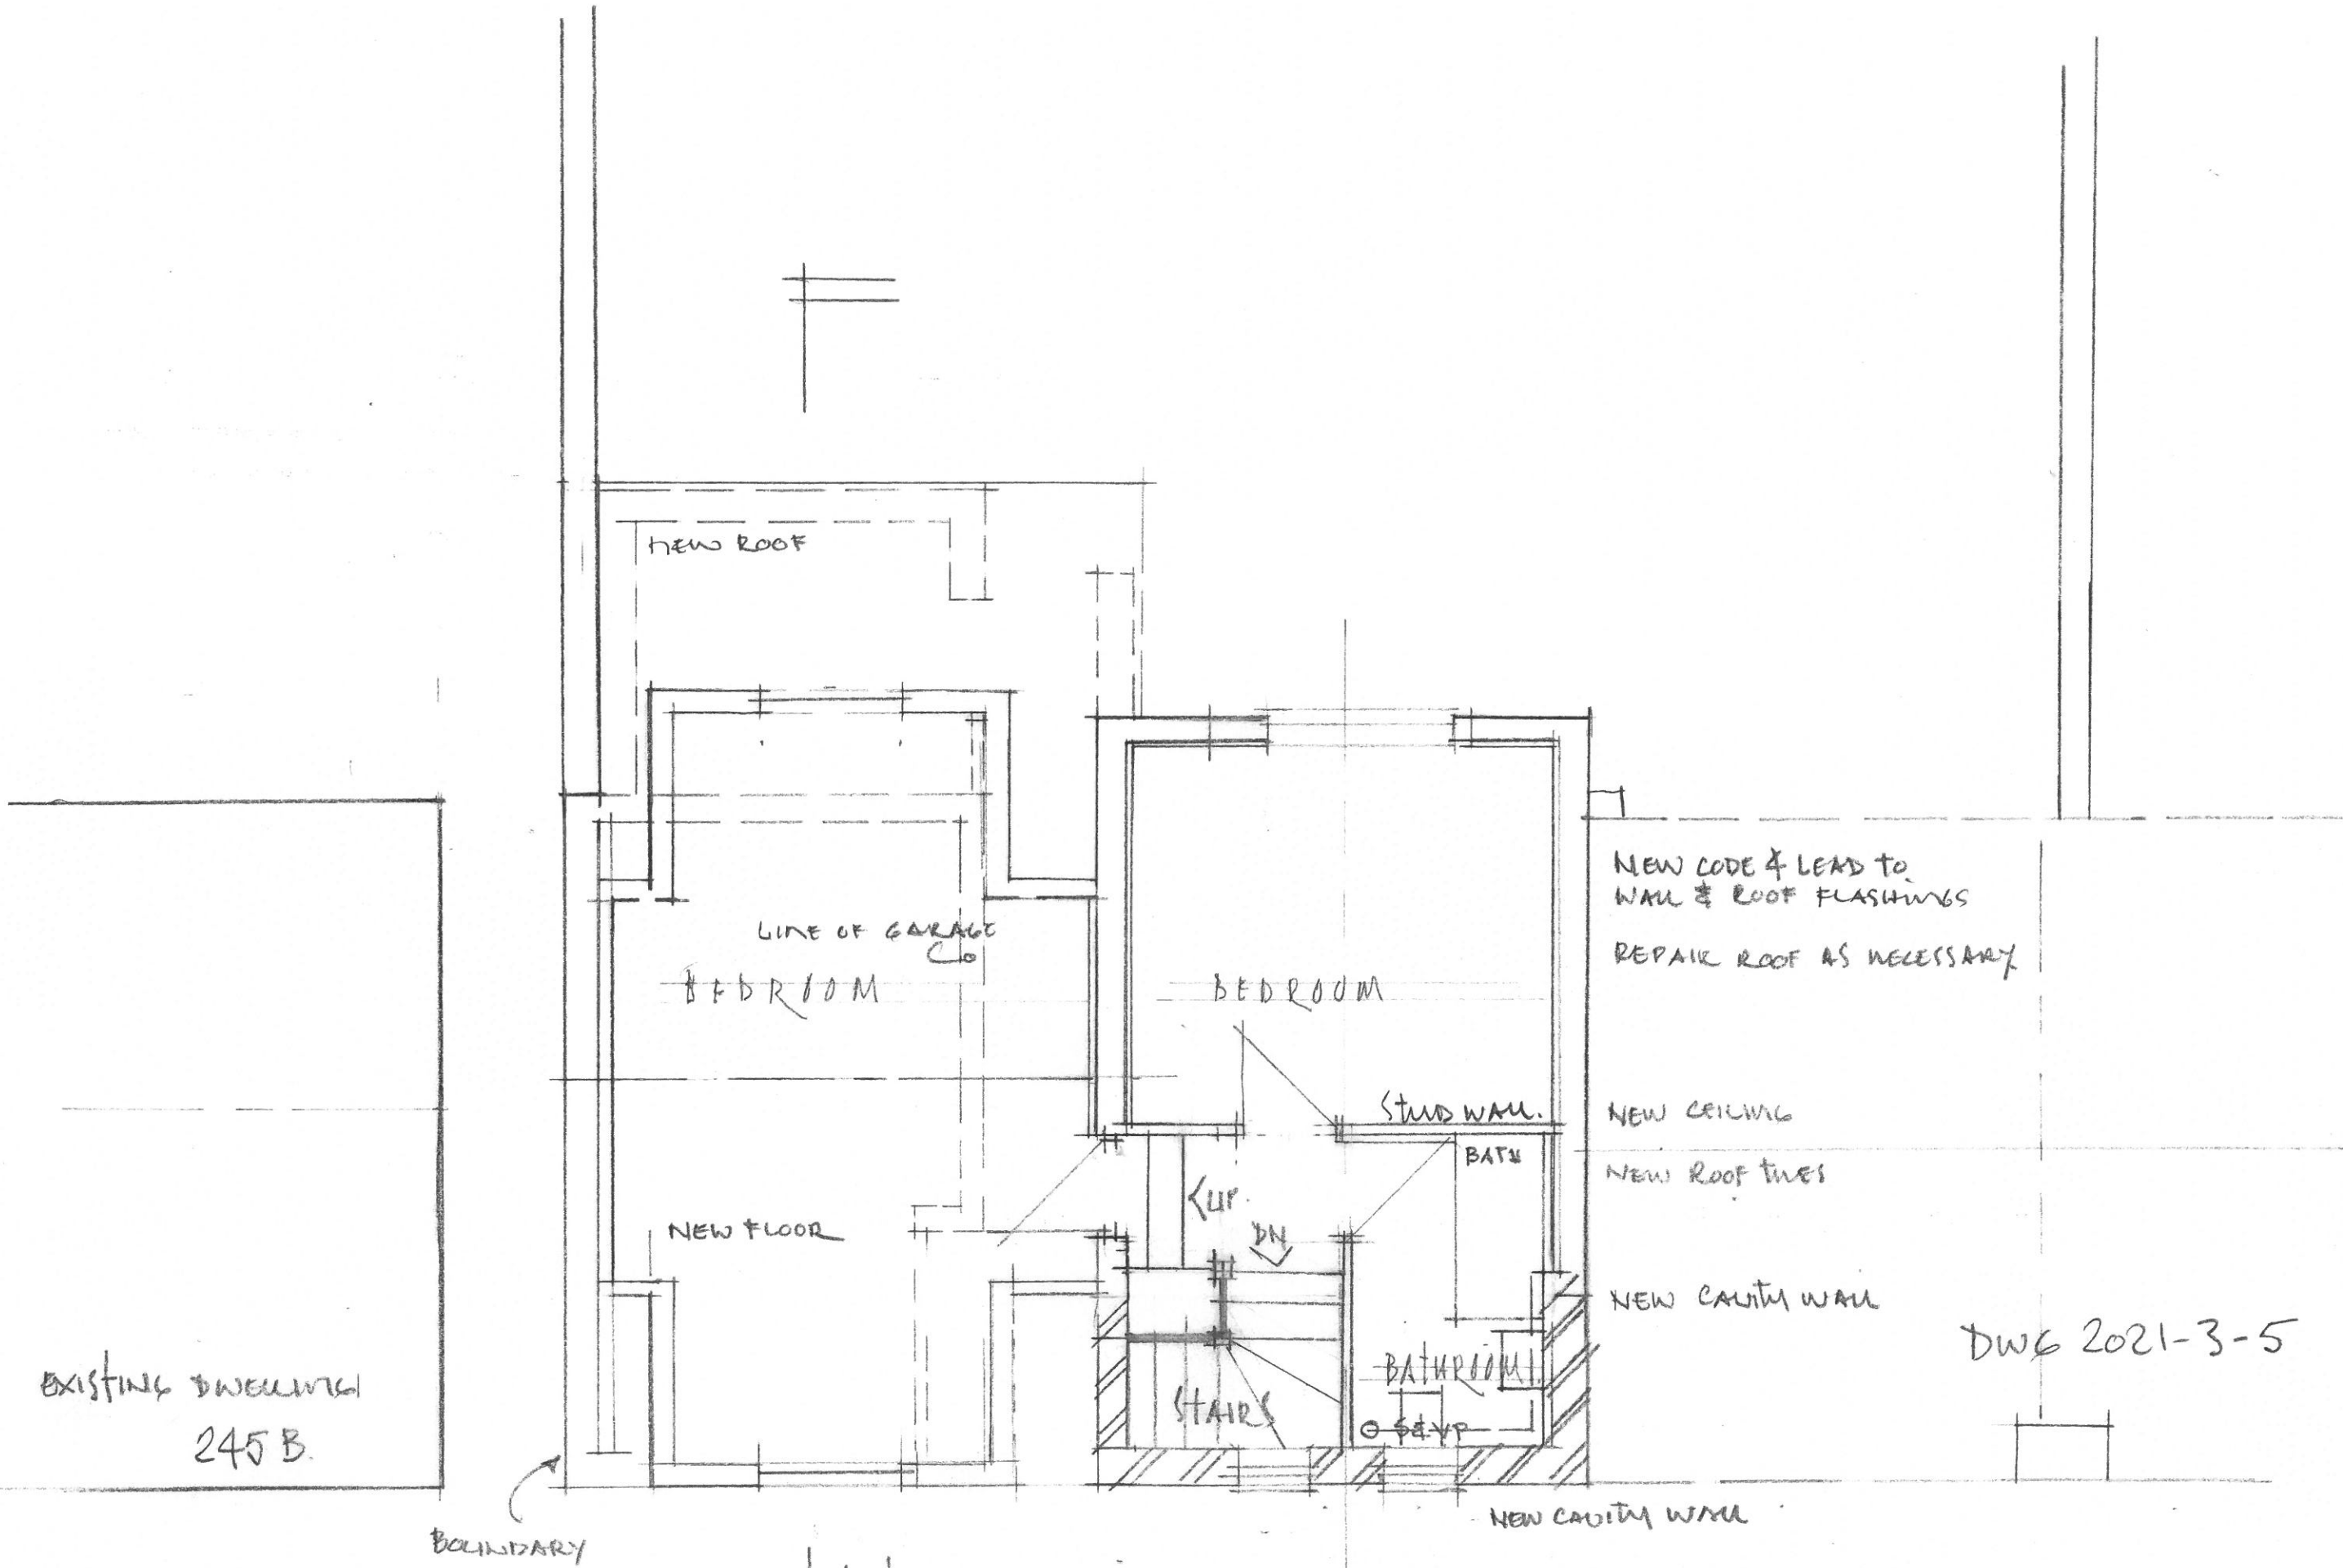 NEW ROOF
LINE OF GARAGE
Co
BEDROOM
BEDROOM
NEW CODE 4 LEAD TO
WALL & ROOF FLASHINGS
REPAIR ROOF AS NECESSARY
STUD WALL.
BATH
NEW CEILING
NEW ROOF TILES
UP.
DN
NEW FLOOR
NEW CAVITY WALL
DWG 2021-3-5
BATHROOM
STAIRS
S&VP
EXISTING DWELLING
245 B.
BOUNDARY
NEW CAVITY WALL